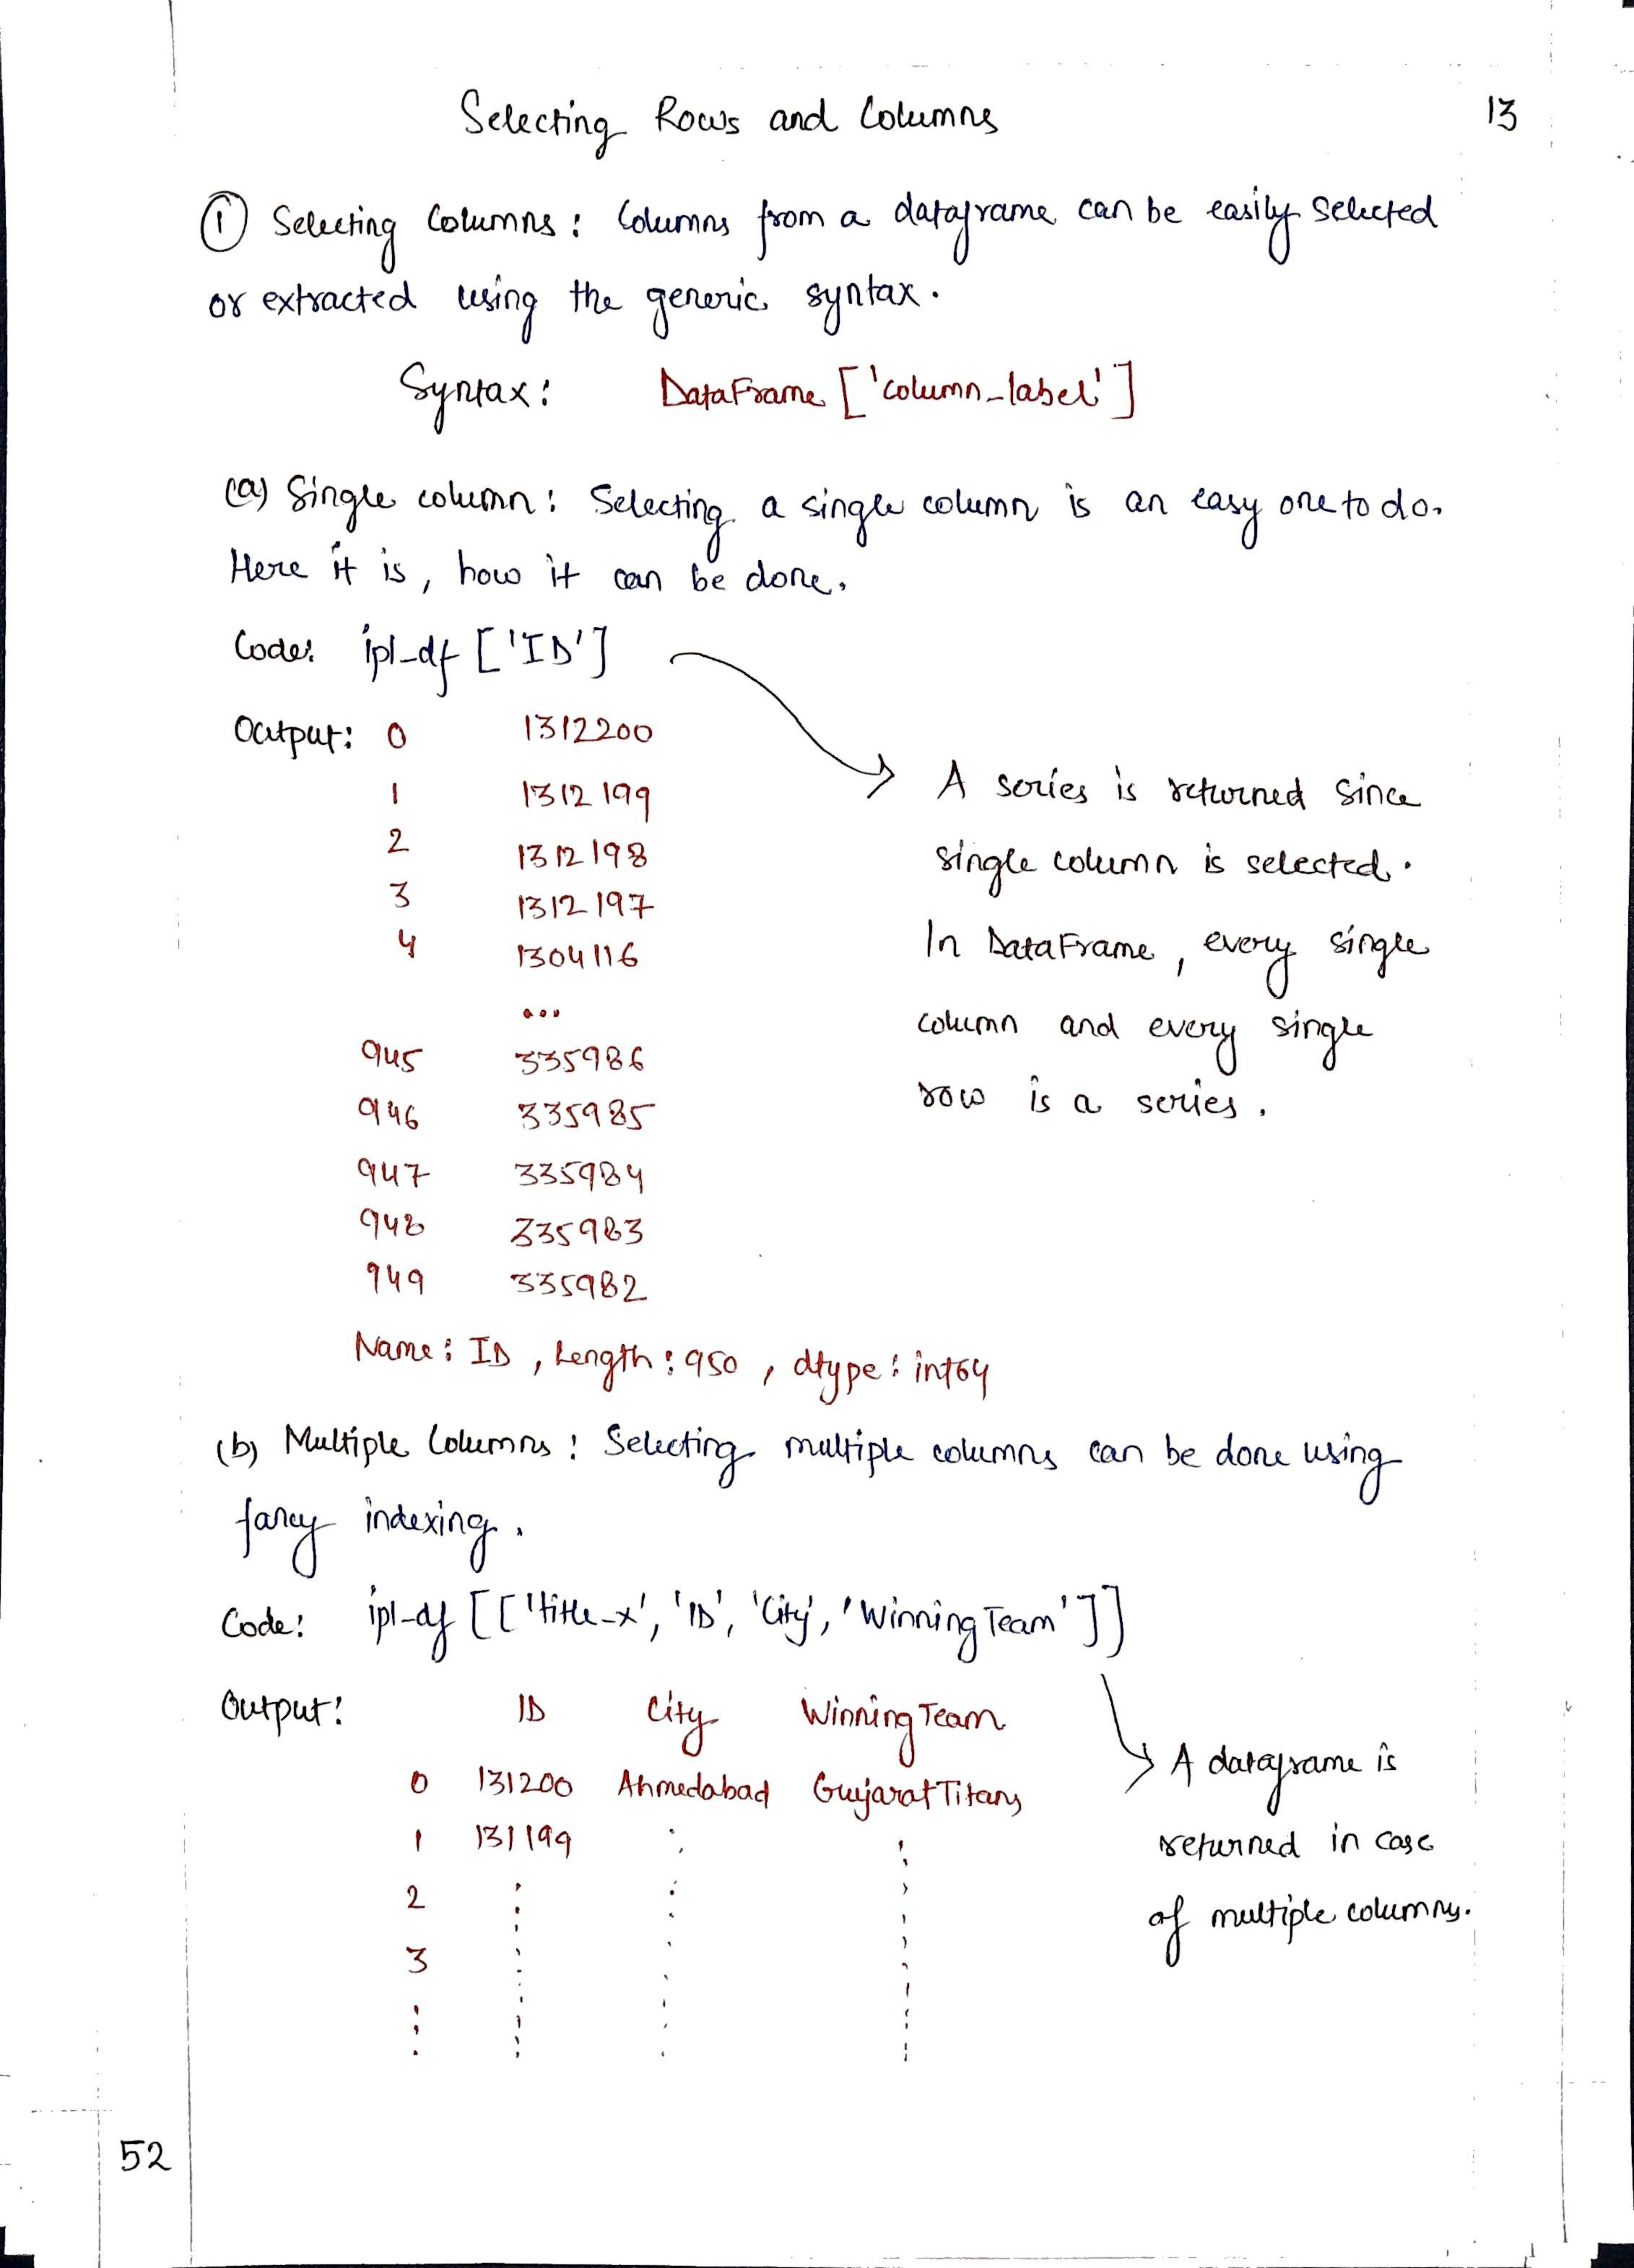 Selecting Rows and Columns
13
① Selecting Columns: Columns from a dataframe can be easily selected
or extracted using the generic syntax.
Syntax: DataFrame ['column_label']
(a) Single column: Selecting a single column is an easy one to do.
Here it is, how it can be done.
Code: ipl_df ['ID']
Output: 0 1312200
1 1312199
2 1312198
3 1312197
4 1304116
...
945 335986
946 335985
947 335984
948 335983
949 335982
Name: ID, Length: 950, dtype: int64
A series is returned since
single column is selected.
In DataFrame, every single
column and every single
row is a series.
(b) Multiple Columns: Selecting multiple columns can be done using
fancy indexing.
Code: ipl_df [['title_x', 'ID', 'City', 'WinningTeam']]
Output: ID City WinningTeam
0 131200 Ahmedabad Gujarat Titans
1 131199
2
3
A dataframe is
returned in case
of multiple columns.
52